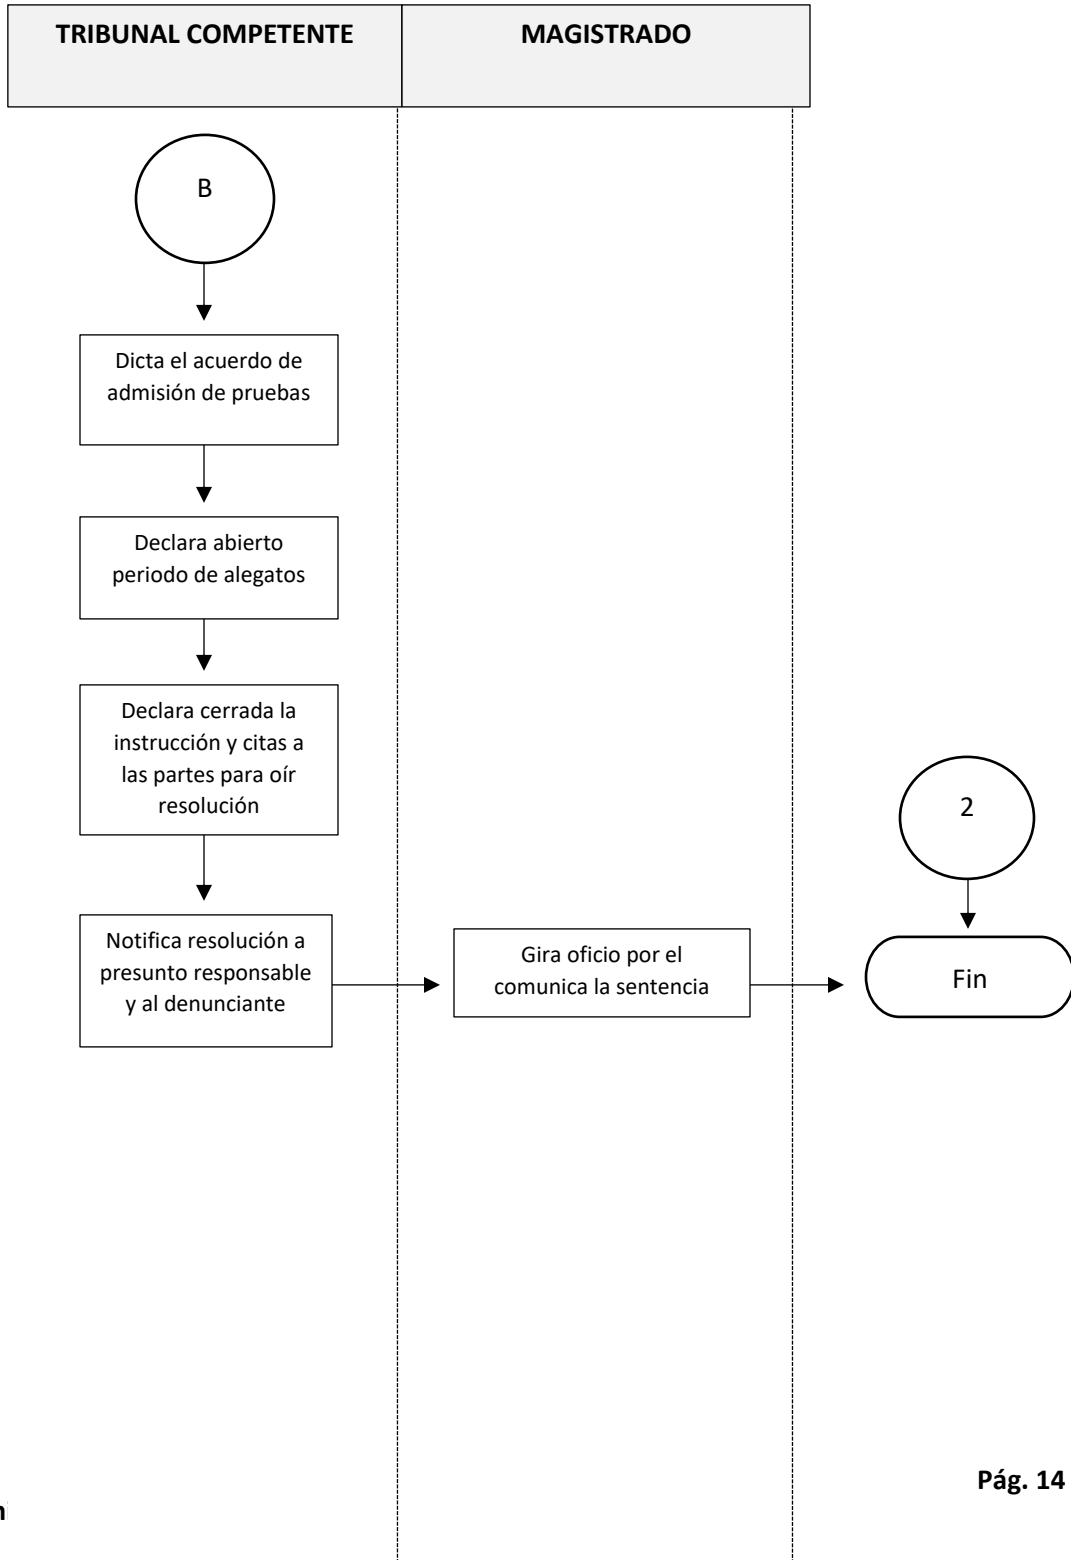 TRIBUNAL COMPETENTE
MAGISTRADO
B
Dicta el acuerdo de
admisión de pruebas
Declara abierto
periodo de alegatos
Declara cerrada la
instrucción y citas a
las partes para oír
resolución
2
Notifica resolución a
presunto responsable
y al denunciante
Gira oficio por el
comunica la sentencia
Fin
Pág. 14